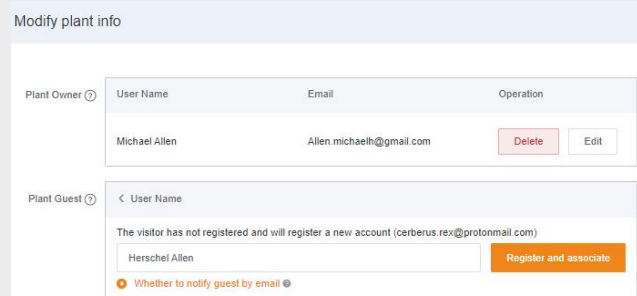 Modify plant info
Plant Owner ?
User Name Email Operation
Michael Allen Allen.michaelh@gmail.com Delete Edit
Plant Guest ?
< User Name
The visitor has not registered and will register a new account (cerberus.rex@protonmail.com)
Herschel Allen Register and associate
Whether to notify guest by email ?